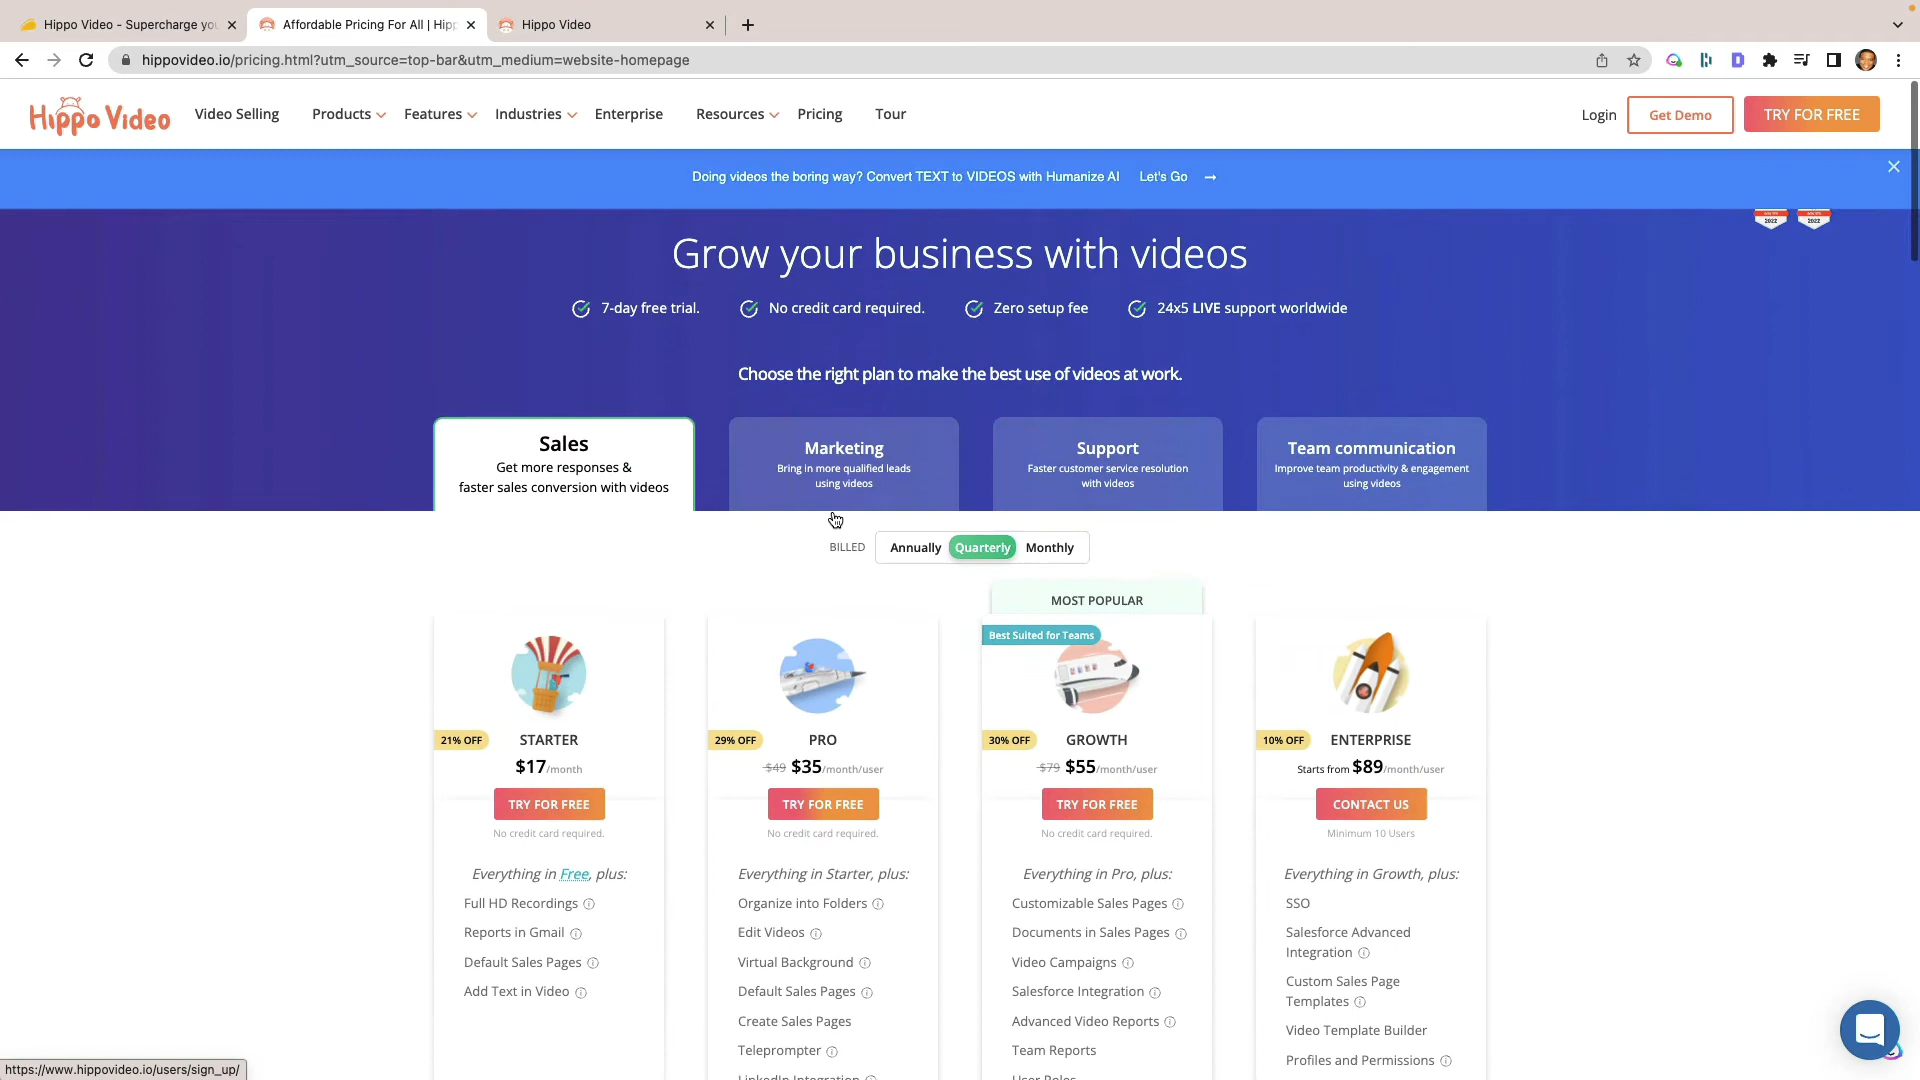 Hippo Video - Supercharge you
Affordable Pricing For All | Hipp
Hippo Video
hippovideo.io/pricing.html?utm_source=top-bar&utm_medium=website-homepage
Hippo Video
Video Selling
Products
Features
Industries
Enterprise
Resources
Pricing
Tour
Login
Get Demo
TRY FOR FREE
Doing videos the boring way? Convert TEXT to VIDEOS with Humanize AI Let's Go →
2022
2022
Grow your business with videos
7-day free trial.
No credit card required.
Zero setup fee
24x5 LIVE support worldwide
Choose the right plan to make the best use of videos at work.
Sales
Get more responses &
faster sales conversion with videos
Marketing
Bring in more qualified leads
using videos
Support
Faster customer service resolution
with videos
Team communication
Improve team productivity & engagement
using videos
BILLED
Annually
Quarterly
Monthly
MOST POPULAR
Best Suited for Teams
21% OFF
STARTER
$17/month
TRY FOR FREE
No credit card required.
Everything in Free, plus:
Full HD Recordings
Reports in Gmail
Default Sales Pages
Add Text in Video
29% OFF
PRO
$49 $35/month/user
TRY FOR FREE
No credit card required.
Everything in Starter, plus:
Organize into Folders
Edit Videos
Virtual Background
Default Sales Pages
Create Sales Pages
Teleprompter
LinkedIn Integration
30% OFF
GROWTH
$79 $55/month/user
TRY FOR FREE
No credit card required.
Everything in Pro, plus:
Customizable Sales Pages
Documents in Sales Pages
Video Campaigns
Salesforce Integration
Advanced Video Reports
Team Reports
User Roles
10% OFF
ENTERPRISE
Starts from $89/month/user
CONTACT US
Minimum 10 Users
Everything in Growth, plus:
SSO
Salesforce Advanced
Integration
Custom Sales Page
Templates
Video Template Builder
Profiles and Permissions
https://www.hippovideo.io/users/sign_up/